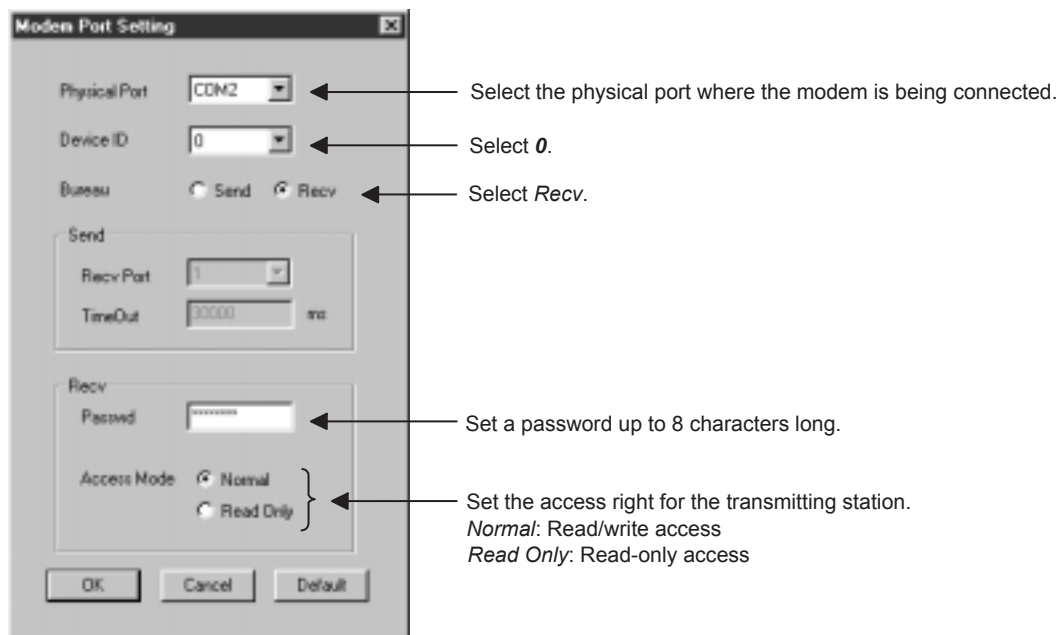 Modem Port Setting
Physical Port COM2 Select the physical port where the modem is being connected.
Device ID 0 Select 0.
Bureau Send Recv Select Recv.
Send
Recv Port 1
TimeOut 30000 ms
Recv
Passwd ******** Set a password up to 8 characters long.
Access Mode Normal
Read Only
Set the access right for the transmitting station.
Normal: Read/write access
Read Only: Read-only access
OK Cancel Default